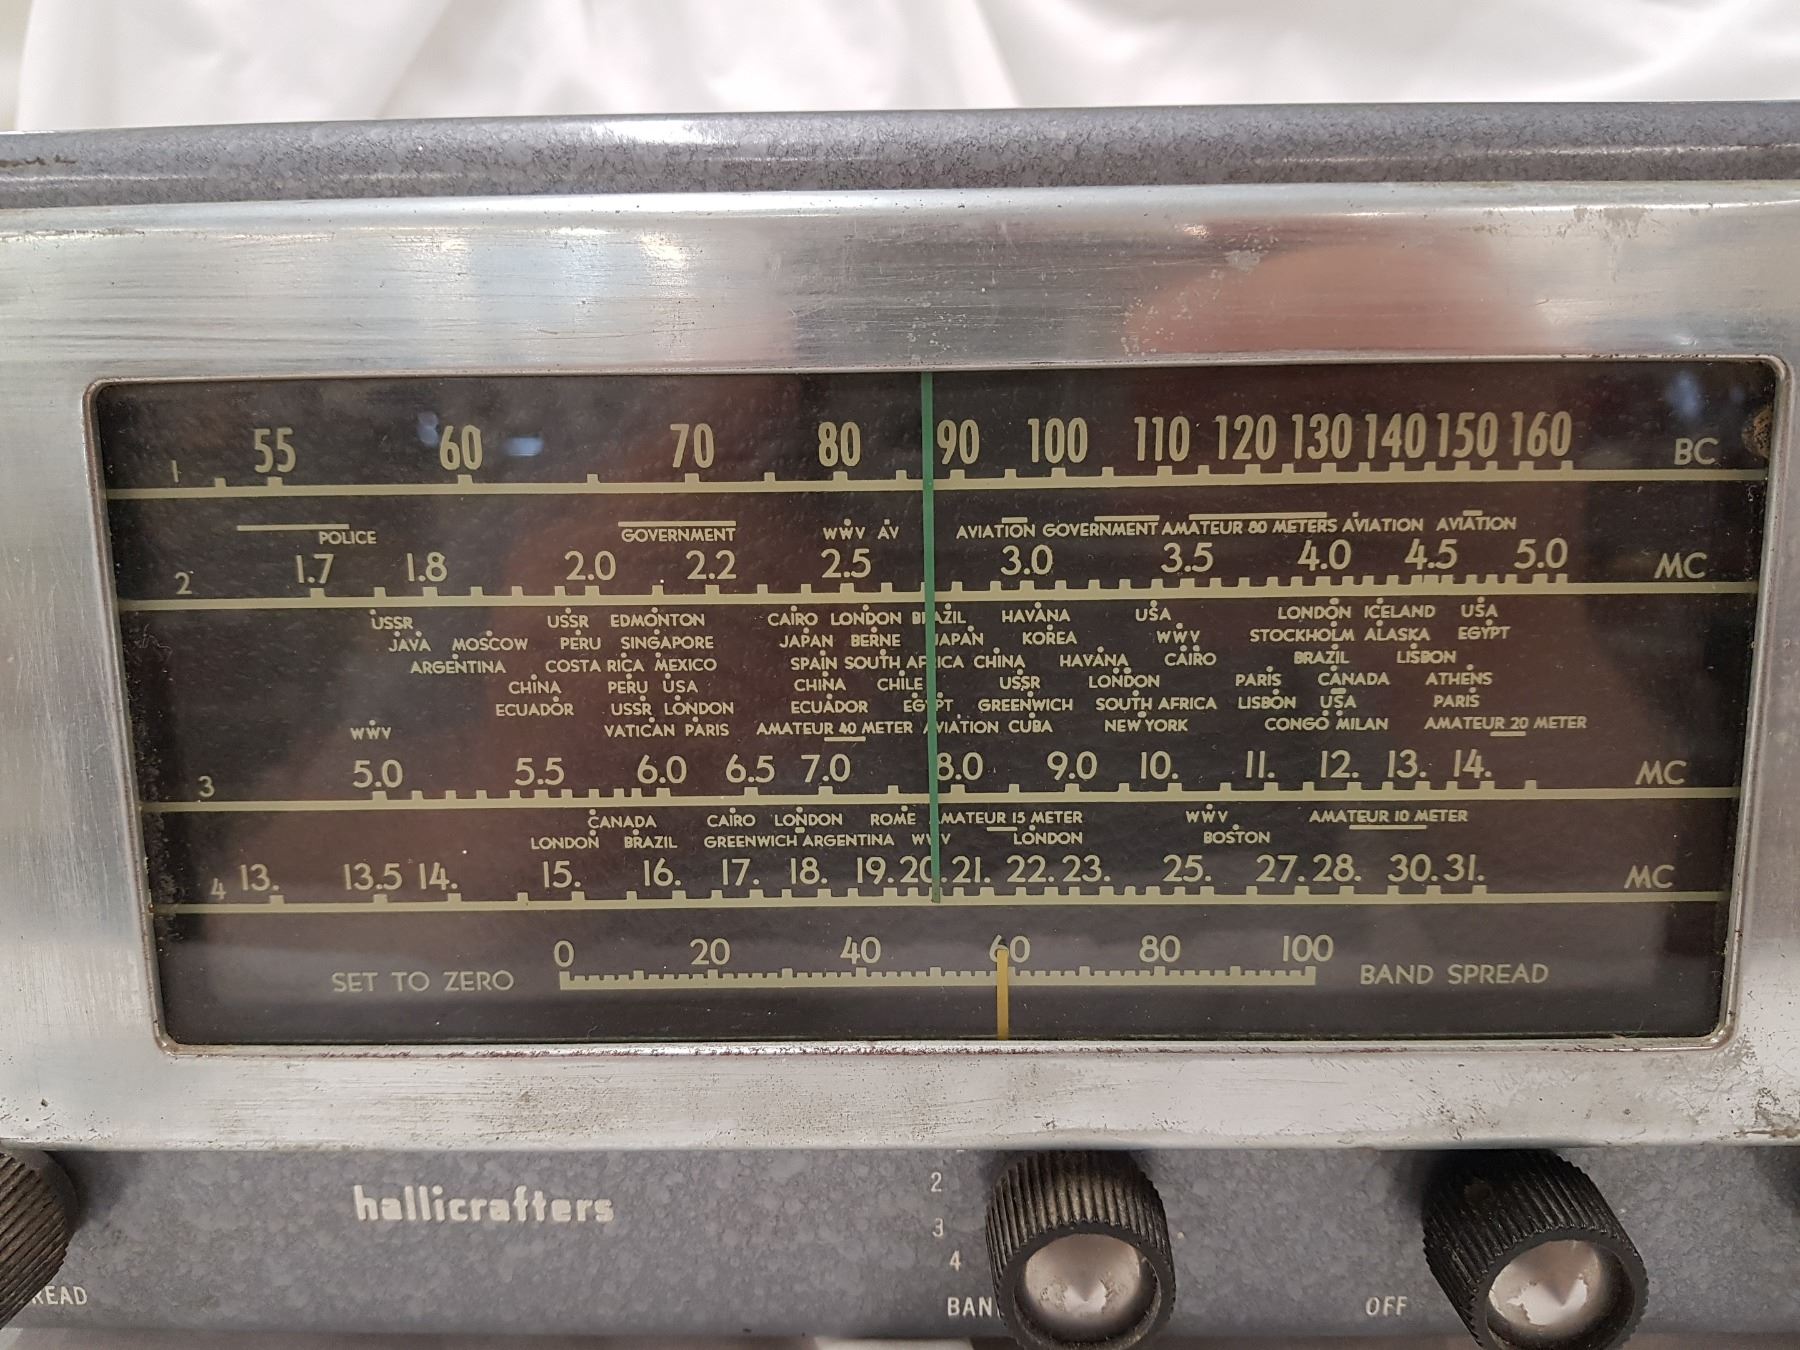 55 60 70 80 90 100 110 120 130 140 150 160
1 BC
POLICE GOVERNMENT WWV AV AVIATION GOVERNMENT AMATEUR 80 METERS AVIATION AVIATION
1.7 1.8 2.0 2.2 2.5 3.0 3.5 4.0 4.5 5.0
2 MC
USSR USSR EDMONTON CAIRO LONDON BRAZIL HAVANA USA LONDON ICELAND USA
JAVA MOSCOW PERU SINGAPORE JAPAN BERNE JAPAN KOREA WWV STOCKHOLM ALASKA EGYPT
ARGENTINA COSTA RICA MEXICO SPAIN SOUTH AFRICA CHINA HAVANA CAIRO BRAZIL LISBON
CHINA PERU USA CHINA CHILE USSR LONDON PARIS CANADA ATHENS
ECUADOR USSR LONDON ECUADOR EGYPT GREENWICH SOUTH AFRICA LISBON USA PARIS
WWV VATICAN PARIS AMATEUR 40 METER AVIATION CUBA NEW YORK CONGO MILAN AMATEUR 20 METER
5.0 5.5 6.0 6.5 7.0 8.0 9.0 10. 11. 12. 13. 14.
3 MC
CANADA CAIRO LONDON ROME AMATEUR 15 METER WWV AMATEUR 10 METER
LONDON BRAZIL GREENWICH ARGENTINA WWV LONDON BOSTON
4 13. 13.5 14. 15. 16. 17. 18. 19. 20. 21. 22. 23. 25. 27. 28. 30. 31. MC
0 20 40 60 80 100
SET TO ZERO BAND SPREAD
hallicrafters
2
3
4
READ BAN OFF